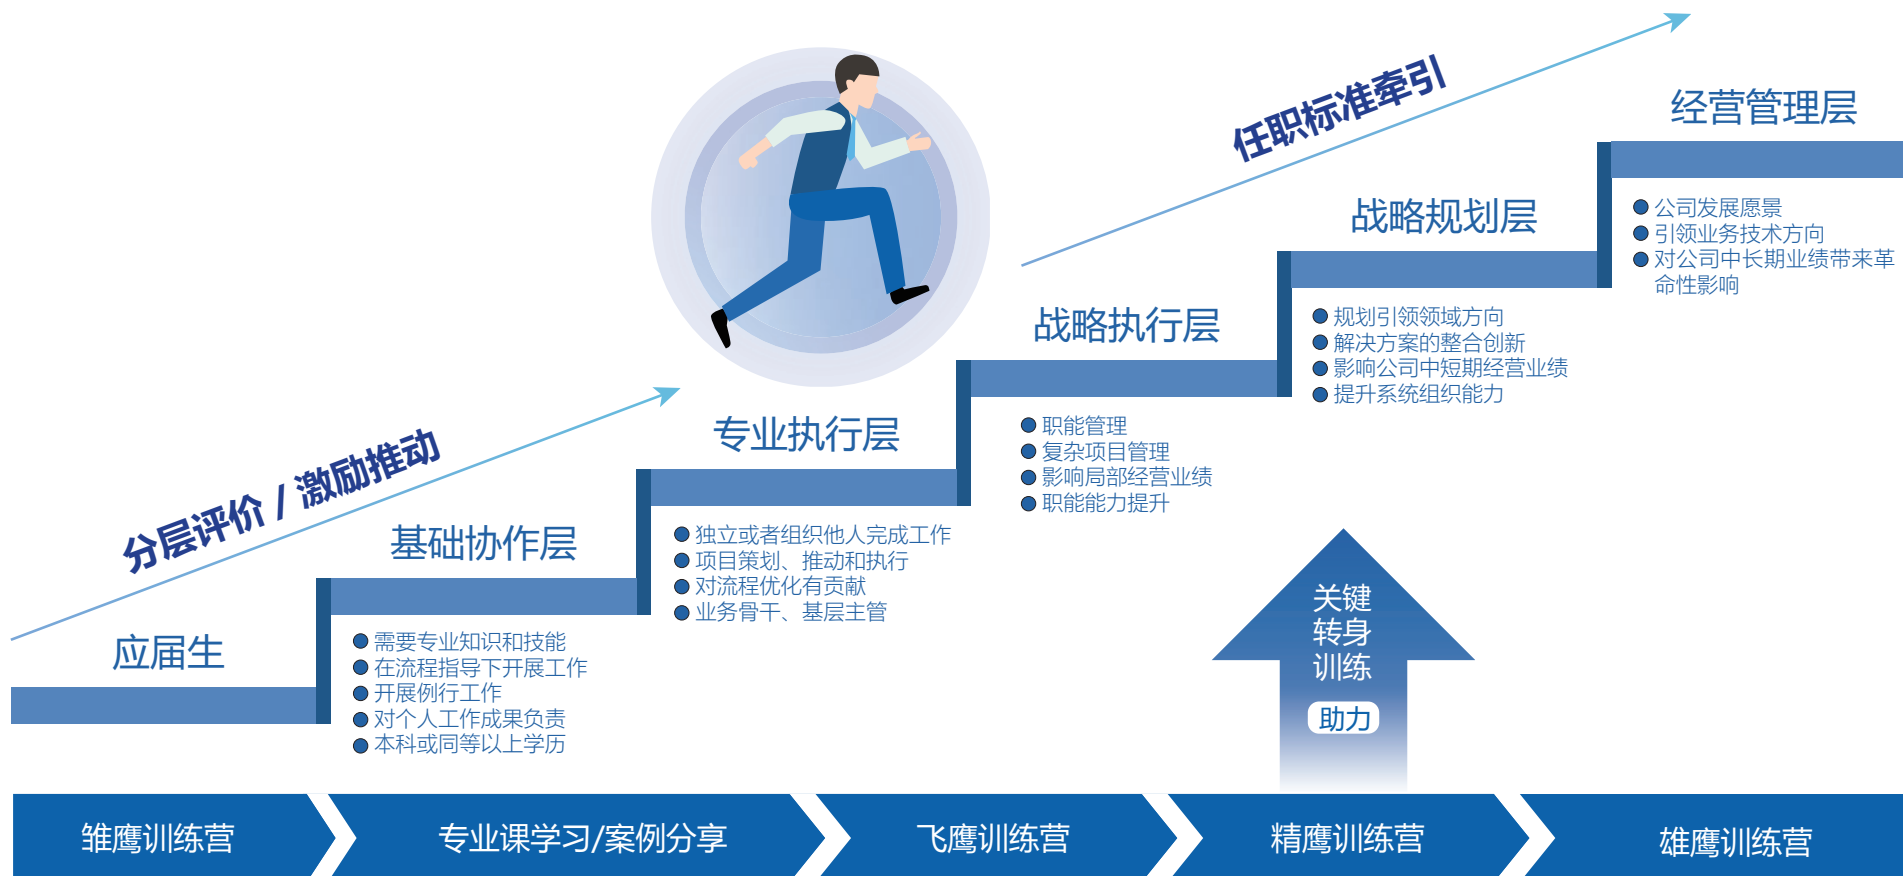 任职标准牵引
经营管理层
公司发展愿景
引领业务技术方向
对公司中长期业绩带来革
命性影响
战略规划层
规划引领领域方向
解决方案的整合创新
影响公司中短期经营业绩
提升系统组织能力
战略执行层
职能管理
复杂项目管理
影响局部经营业绩
职能能力提升
专业执行层
独立或者组织他人完成工作
项目策划、推动和执行
对流程优化有贡献
业务骨干、基层主管
分层评价 / 激励推动
基础协作层
需要专业知识和技能
在流程指导下开展工作
开展例行工作
对个人工作成果负责
本科或同等以上学历
应届生
关键
转身
训练
助力
雏鹰训练营
专业课学习/案例分享
飞鹰训练营
精鹰训练营
雄鹰训练营